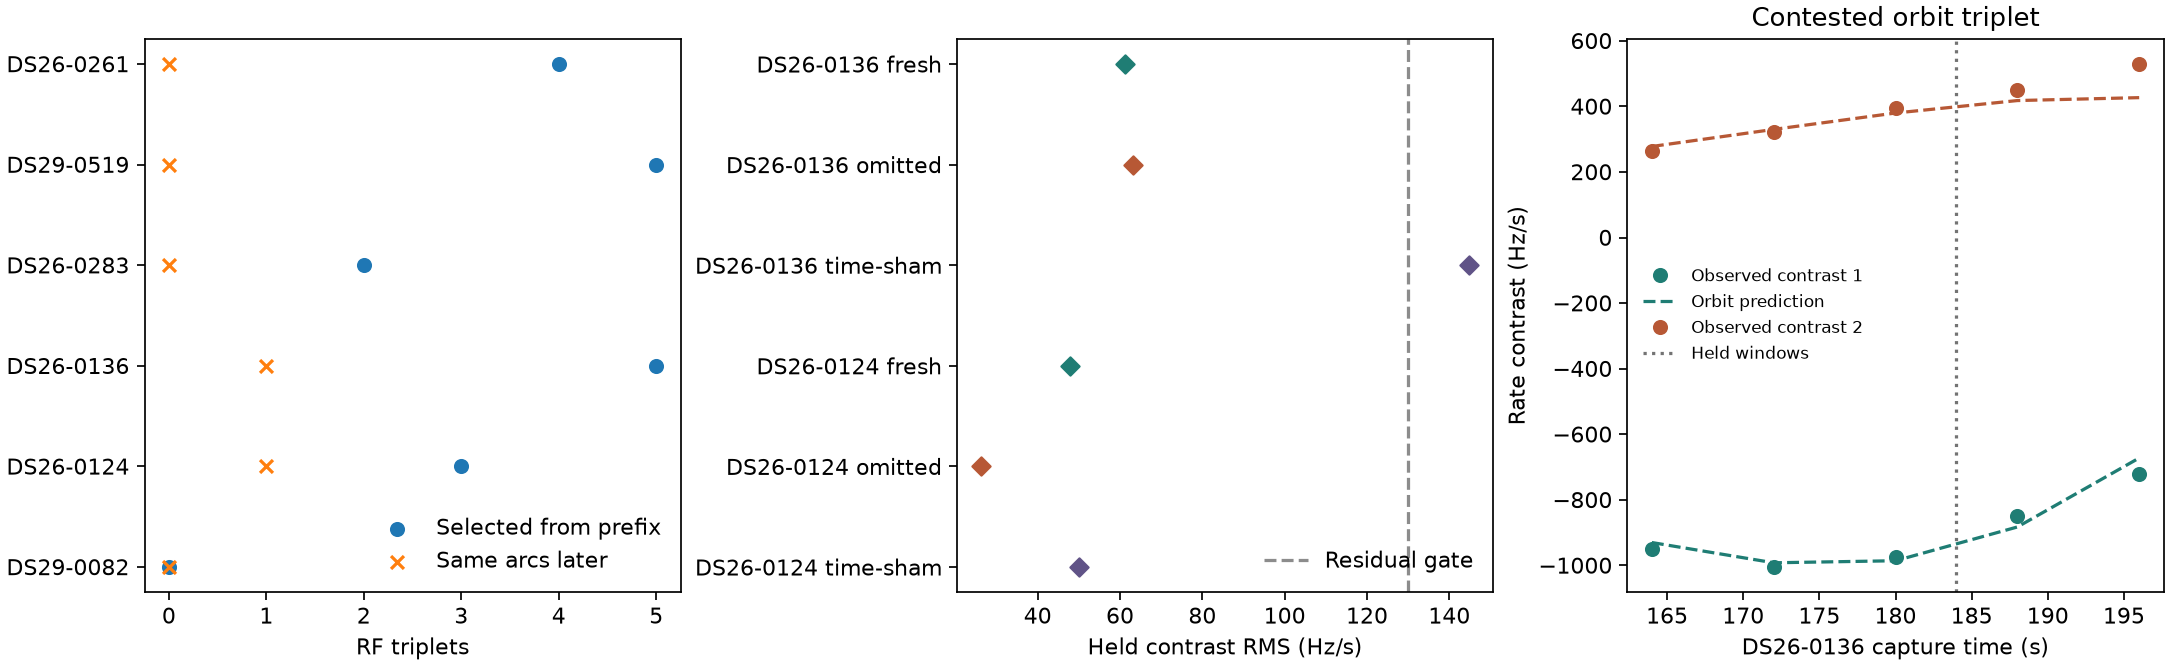 DS26-0261
DS29-0519
DS26-0283
DS26-0136
DS26-0124
DS29-0082
Selected from prefix
Same arcs later
0 1 2 3 4 5
RF triplets
DS26-0136 fresh
DS26-0136 omitted
DS26-0136 time-sham
DS26-0124 fresh
DS26-0124 omitted
DS26-0124 time-sham
Residual gate
40 60 80 100 120 140
Held contrast RMS (Hz/s)
Contested orbit triplet
Rate contrast (Hz/s)
600
400
200
0
−200
−400
−600
−800
−1000
Observed contrast 1
Orbit prediction
Observed contrast 2
Held windows
165 170 175 180 185 190 195
DS26-0136 capture time (s)